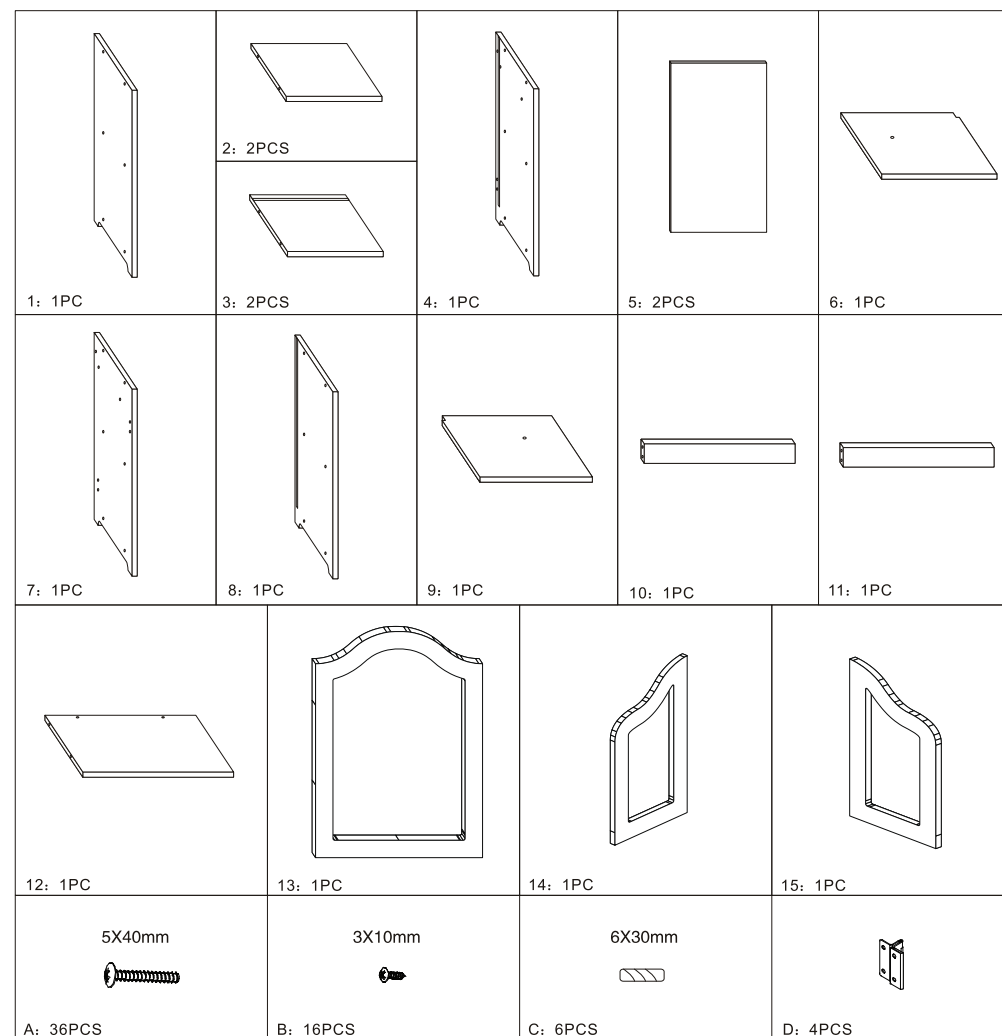 2: 2PCS
1: 1PC
3: 2PCS
4: 1PC
5: 2PCS
6: 1PC
7: 1PC
8: 1PC
9: 1PC
10: 1PC
11: 1PC
12: 1PC
13: 1PC
14: 1PC
15: 1PC
5X40mm
3X10mm
6X30mm
A: 36PCS
B: 16PCS
C: 6PCS
D: 4PCS